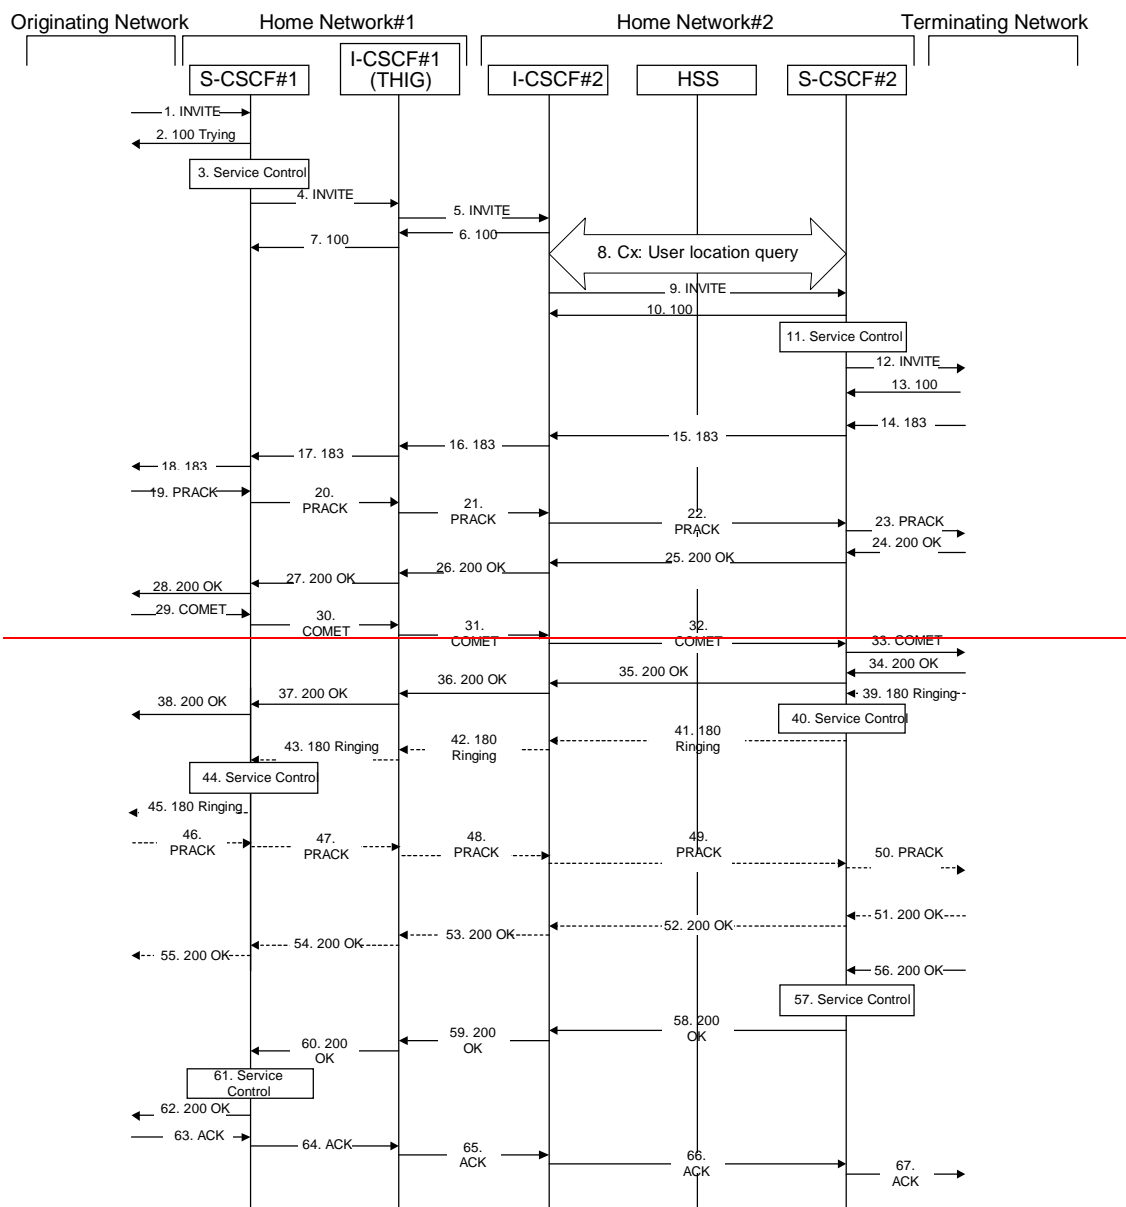 Originating Network
Home Network#1
Home Network#2
Terminating Network
S-CSCF#1
I-CSCF#1
(THIG)
I-CSCF#2
HSS
S-CSCF#2
1. INVITE
2. 100 Trying
3. Service Control
4. INVITE
5. INVITE
6. 100
7. 100
8. Cx: User location query
9. INVITE
10. 100
11. Service Control
12. INVITE
13. 100
14. 183
15. 183
16. 183
17. 183
18. 183
19. PRACK
20.
PRACK
21.
PRACK
22.
PRACK
23. PRACK
24. 200 OK
25. 200 OK
26. 200 OK
27. 200 OK
28. 200 OK
29. COMET
30.
COMET
31.
COMET
32.
COMET
33. COMET
34. 200 OK
35. 200 OK
36. 200 OK
37. 200 OK
38. 200 OK
39. 180 Ringing
40. Service Control
41. 180
Ringing
42. 180
Ringing
43. 180 Ringing
44. Service Control
45. 180 Ringing
46.
PRACK
47.
PRACK
48.
PRACK
49.
PRACK
50. PRACK
51. 200 OK
52. 200 OK
53. 200 OK
54. 200 OK
55. 200 OK
56. 200 OK
57. Service Control
58. 200
OK
59. 200
OK
60. 200
OK
61. Service
Control
62. 200 OK
63. ACK
64. ACK
65.
ACK
66.
ACK
67.
ACK